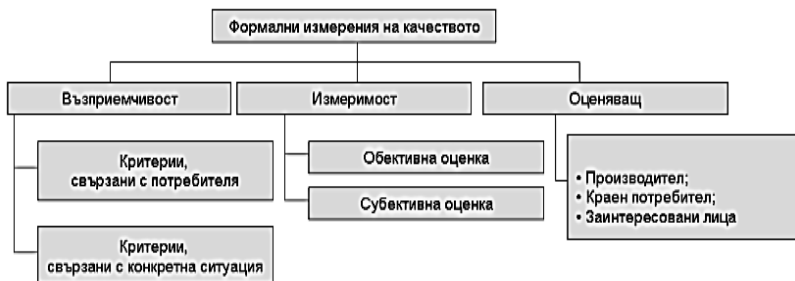 Формални измерения на качеството
Възприемчивост
Измеримост
Оценяващ
Критерии,
свързани с потребителя
Критерии,
свързани с конкретна ситуация
Обективна оценка
Субективна оценка
• Производител;
• Краен потребител;
• Заинтересовани лица